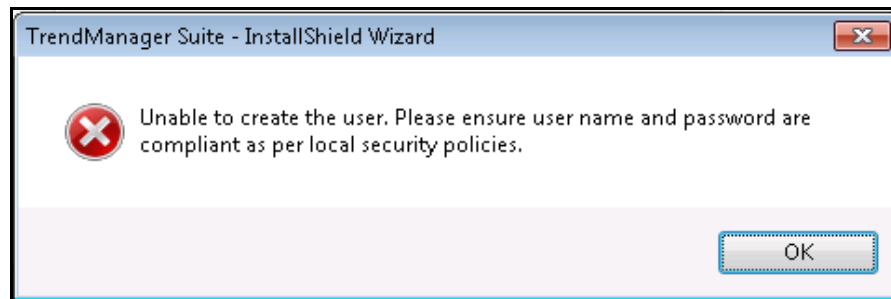 TrendManager Suite - InstallShield Wizard
Unable to create the user. Please ensure user name and password are
compliant as per local security policies.
OK